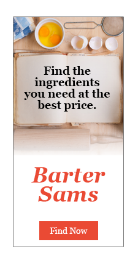 Find the
ingredients
you need at the
best price.
Barter
Sams
Find Now